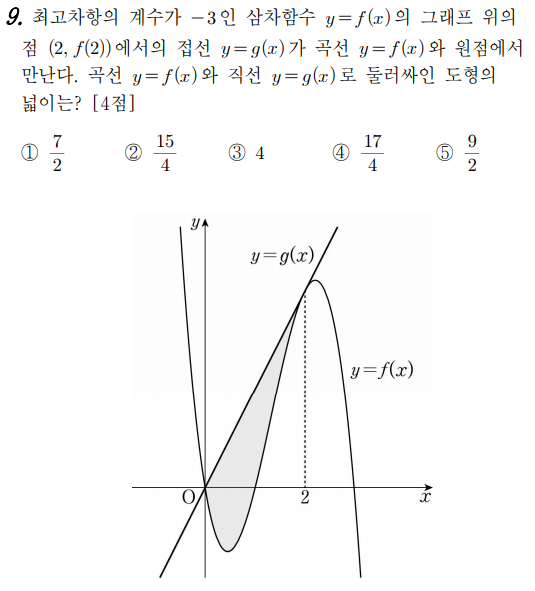 9. 최고차항의 계수가 −3인 삼차함수 y=f(x)의 그래프 위의
점 (2, f(2))에서의 접선 y=g(x)가 곡선 y=f(x)와 원점에서
만난다. 곡선 y=f(x)와 직선 y=g(x)로 둘러싸인 도형의
넓이는? [4점]
① 7/2 ② 15/4 ③ 4 ④ 17/4 ⑤ 9/2
y
y=g(x)
y=f(x)
O 2 x